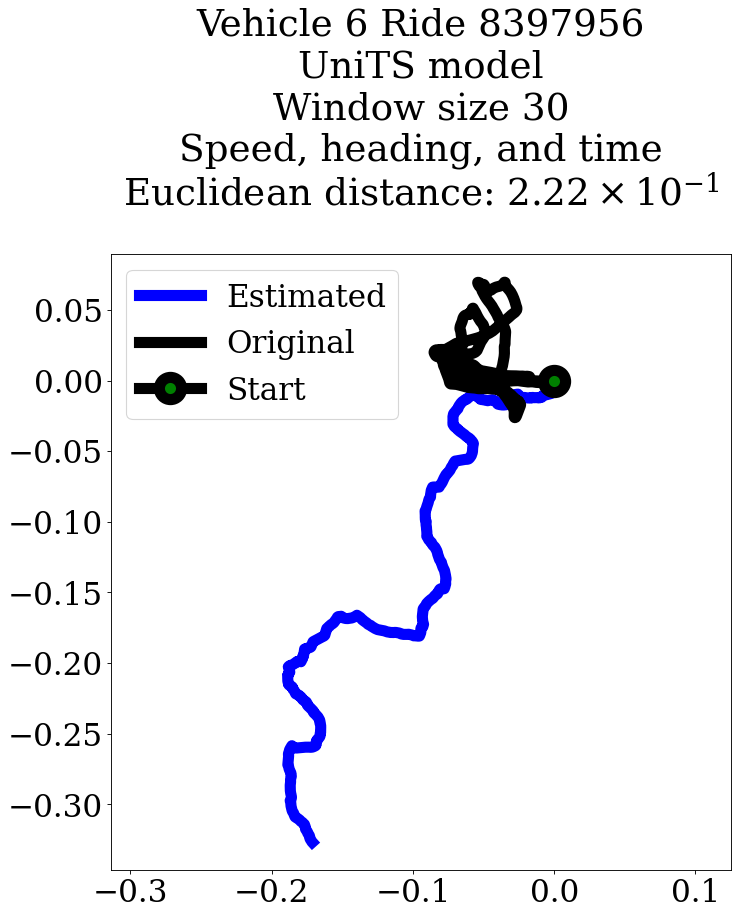 Vehicle 6 Ride 8397956
UniTS model
Window size 30
Speed, heading, and time
Euclidean distance: 2.22 × 10⁻¹
Estimated
Original
Start
0.05
0.00
−0.05
−0.10
−0.15
−0.20
−0.25
−0.30
−0.3 −0.2 −0.1 0.0 0.1